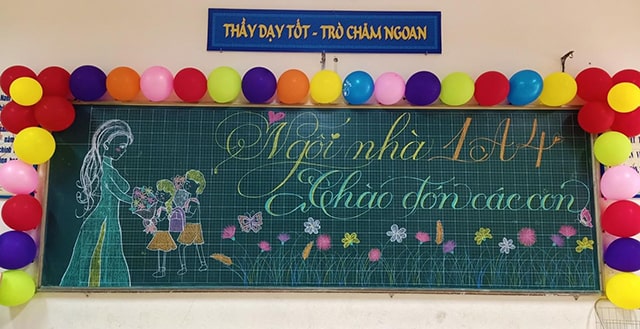 THẦY DẠY TỐT - TRÒ CHĂM NGOAN
Ngôi nhà 1A4
Chào đón các con